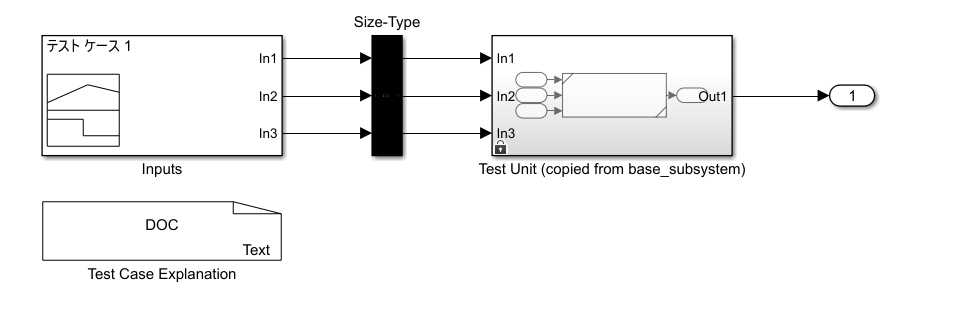 Size-Type
テスト ケース 1
In1
In2
In3
Inputs
In1
In2
In3
Out1
Test Unit (copied from base_subsystem)
1
DOC
Text
Test Case Explanation